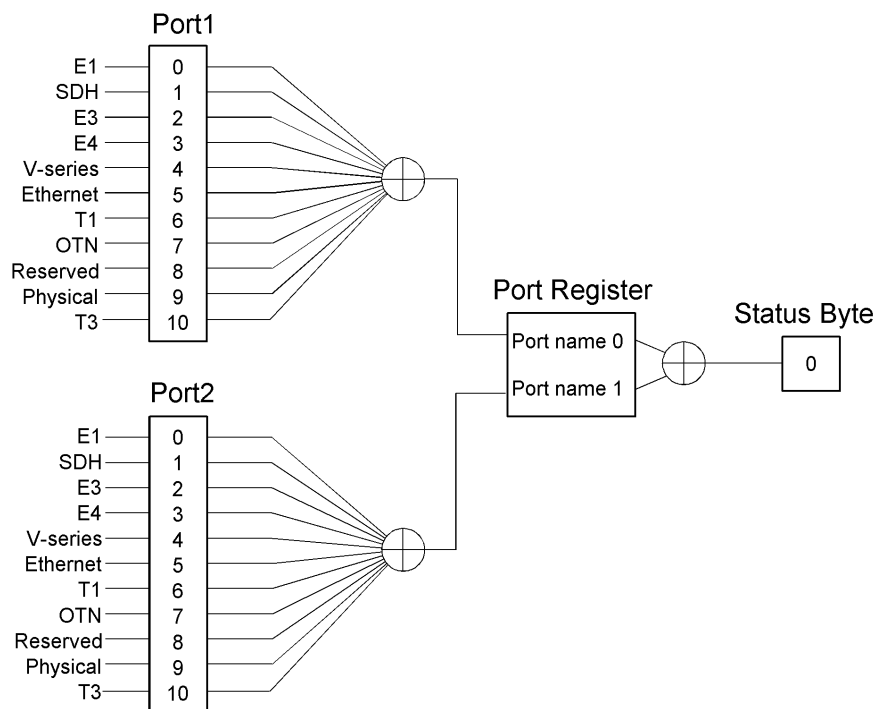 Port1
E1 0
SDH 1
E3 2
E4 3
V-series 4
Ethernet 5
T1 6
OTN 7
Reserved 8
Physical 9
T3 10
Port Register
Port name 0
Port name 1
Status Byte
0
Port2
E1 0
SDH 1
E3 2
E4 3
V-series 4
Ethernet 5
T1 6
OTN 7
Reserved 8
Physical 9
T3 10